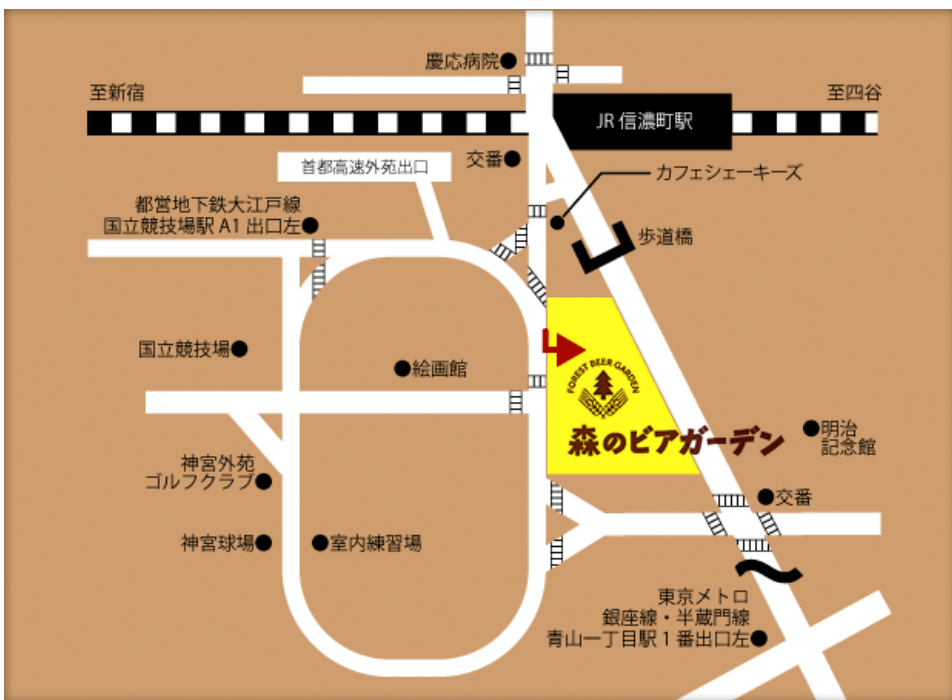 慶応病院
至新宿
至四谷
JR信濃町駅
交番
首都高速外苑出口
カフェシェーキーズ
都営地下鉄大江戸線
国立競技場駅A1出口左
歩道橋
国立競技場
絵画館
FOREST BEER GARDEN
森のビアガーデン
明治
記念館
神宮外苑
ゴルフクラブ
交番
神宮球場
室内練習場
東京メトロ
銀座線・半蔵門線
青山一丁目駅1番出口左